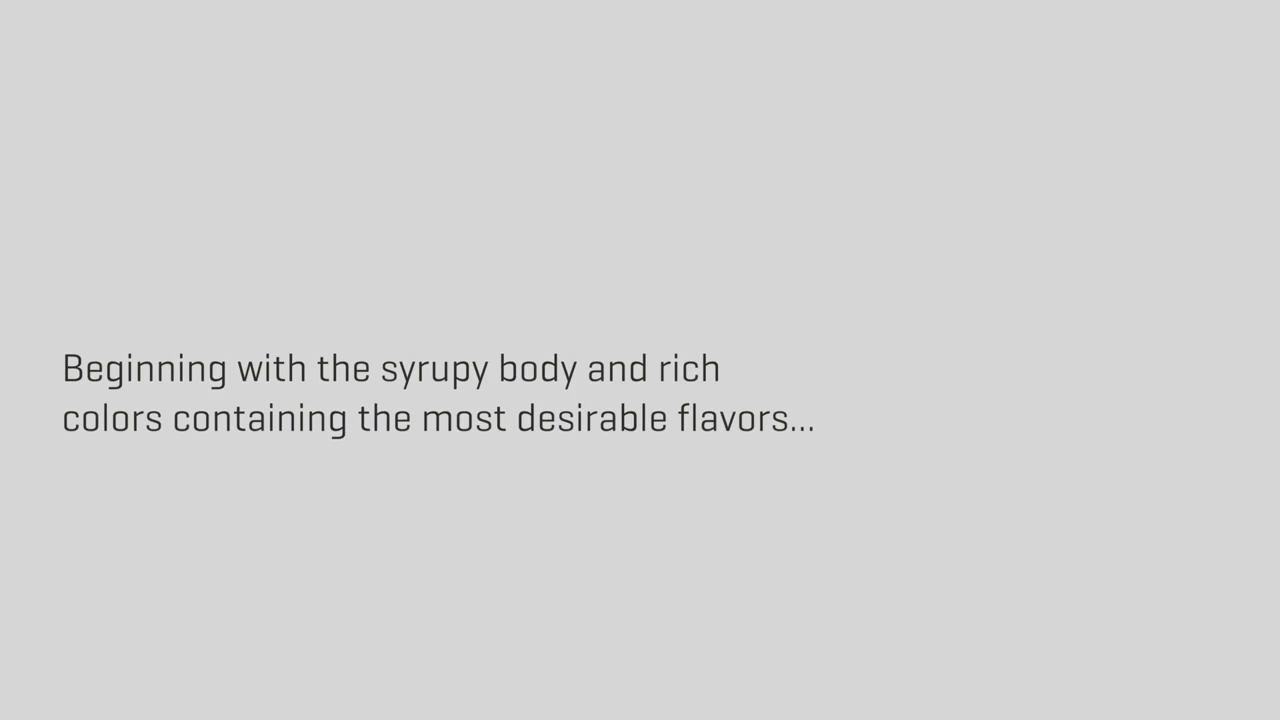 Beginning with the syrupy body and rich
colors containing the most desirable flavors...